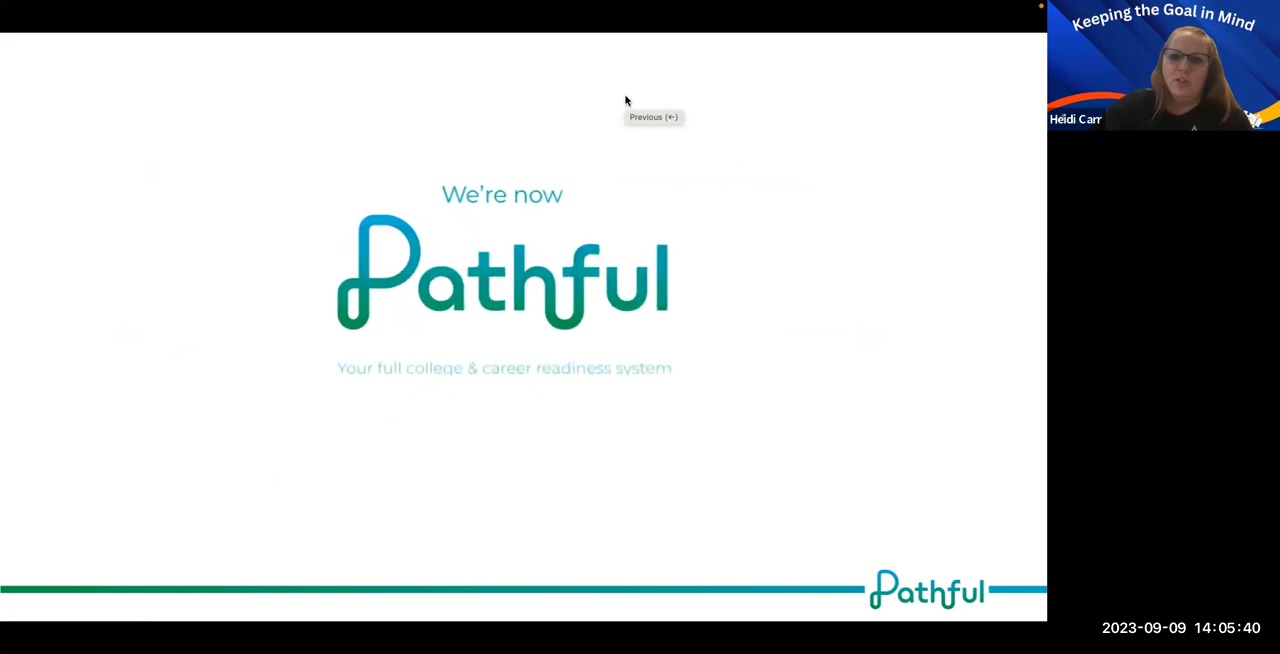 Keeping the Goal in Mind
Heidi Carr
Previous (←)
We're now
Pathful
Your full college & career readiness system
Pathful
2023-09-09 14:05:40